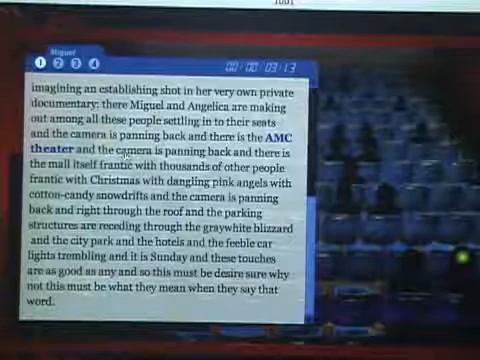 Miguel
1 2 3 4
00:00:03:13
imagining an establishing shot in her very own private
documentary: there Miguel and Angelica are making
out among all these people settling in to their seats
and the camera is panning back and there is the AMC
theater and the camera is panning back and there is
the mall itself frantic with thousands of other people
frantic with Christmas with dangling pink angels with
cotton-candy snowdrifts and the camera is panning
back and right through the roof and the parking
structures are receding through the graywhite blizzard
and the city park and the hotels and the feeble car
lights trembling and it is Sunday and these touches
are as good as any and so this must be desire sure why
not this must be what they mean when they say that
word.